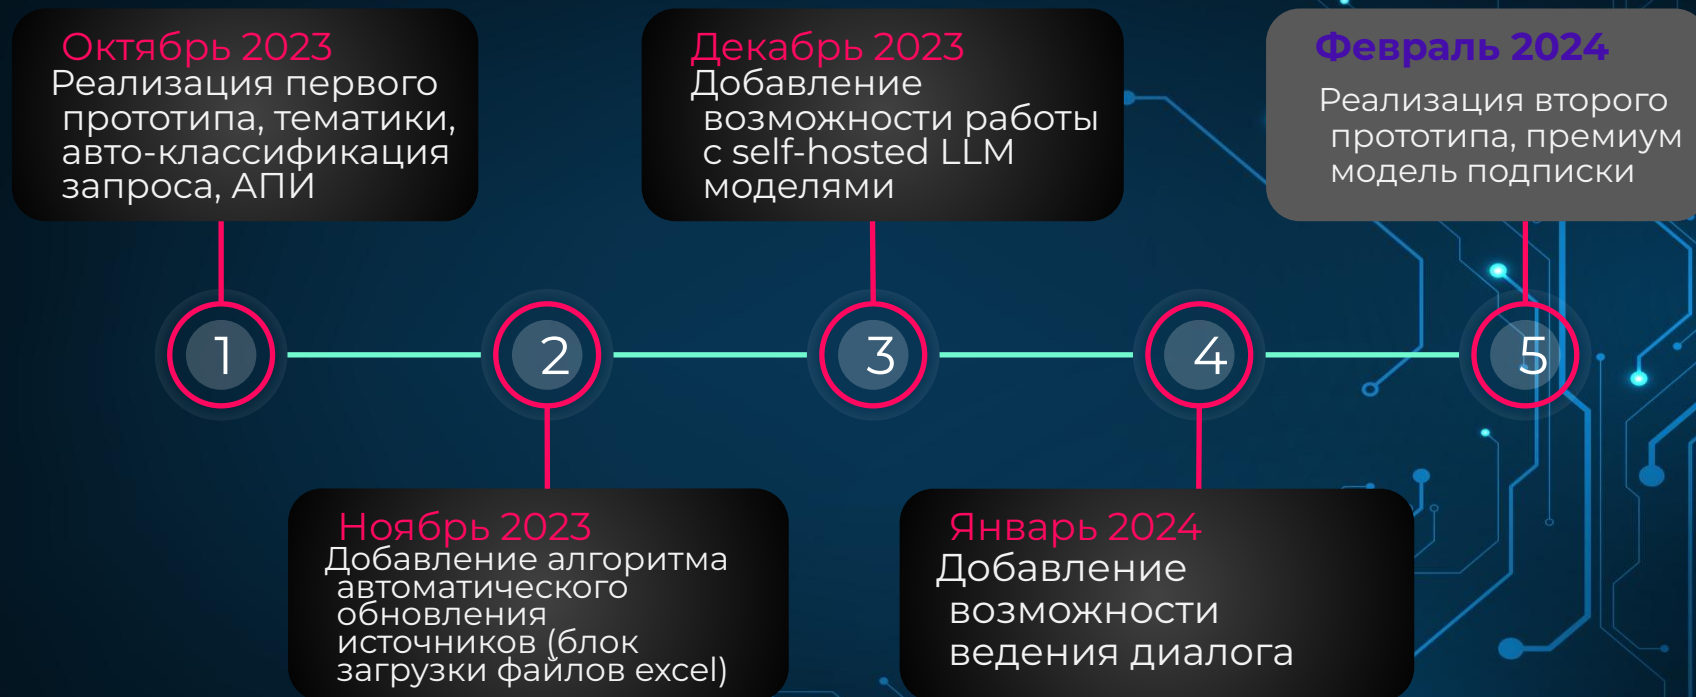 Октябрь 2023
Реализация первого
прототипа, тематики,
авто-классификация
запроса, АПИ
Декабрь 2023
Добавление
возможности работы
с self-hosted LLM
моделями
Февраль 2024
Реализация второго
прототипа, премиум
модель подписки
1
2
3
4
5
Ноябрь 2023
Добавление алгоритма
автоматического
обновления
источников (блок
загрузки файлов excel)
Январь 2024
Добавление
возможности
ведения диалога